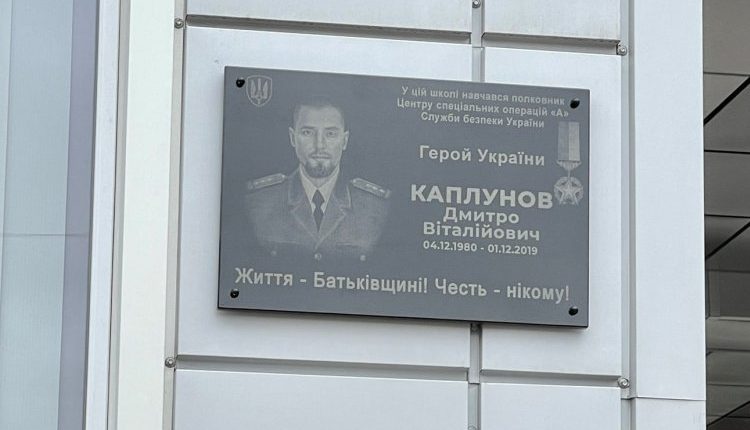 У цій школі навчався полковник
Центру спеціальних операцій «А»
Служби безпеки України
Герой України
КАПЛУНОВ
Дмитро
Віталійович
04.12.1980 - 01.12.2019
Життя - Батьківщині! Честь - нікому!